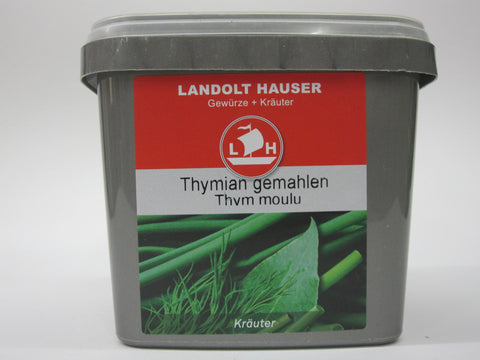 LANDOLT HAUSER
Gewürze + Kräuter
L H
Thymian gemahlen
Thym moulu
Kräuter